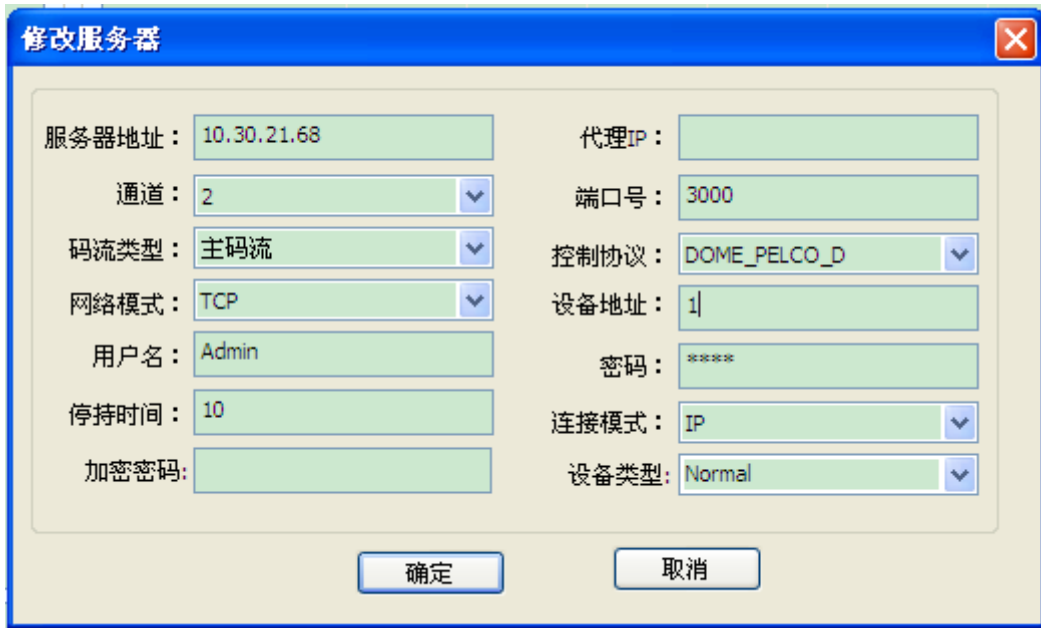 修改服务器
服务器地址： 10.30.21.68 代理IP：
通道： 2 端口号： 3000
码流类型： 主码流 控制协议： DOME_PELCO_D
网络模式： TCP 设备地址： 1
用户名： Admin 密码： ****
停持时间： 10 连接模式： IP
加密密码: 设备类型: Normal
确定 取消